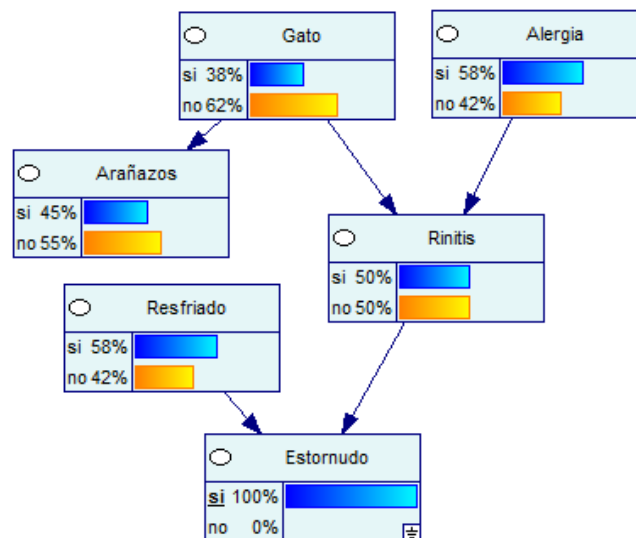 Gato
si 38%
no 62%
Alergia
si 58%
no 42%
Arañazos
si 45%
no 55%
Rinitis
si 50%
no 50%
Resfriado
si 58%
no 42%
Estornudo
si 100%
no 0%